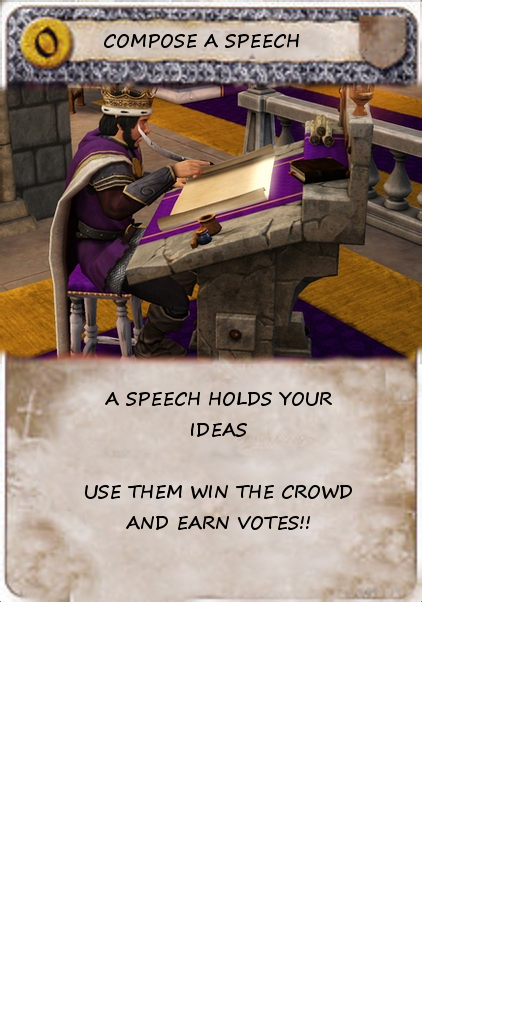 0
COMPOSE A SPEECH
A SPEECH HOLDS YOUR
IDEAS
USE THEM WIN THE CROWD
AND EARN VOTES!!